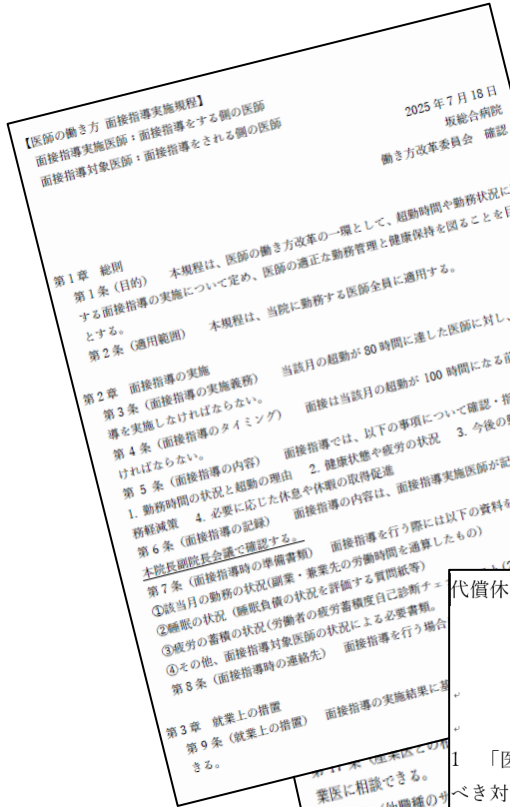 【医師の働き方 面接指導実施規程】
面接指導実施医師：面接指導をする側の医師
面接指導対象医師：面接指導をされる側の医師
2025年7月18日
坂総合病院
働き方改革委員会 確認
第1章 総則
第1条（目的） 本規程は、医師の働き方改革の一環として、超勤時間や勤務状況に
する面接指導の実施について定め、医師の適正な勤務管理と健康保持を図ることを目
とする。
第2条（適用範囲） 本規程は、当院に勤務する医師全員に適用する。
第2章 面接指導の実施
第3条（面接指導の実施義務） 当該月の超勤が80時間に達した医師に対し、
導を実施しなければならない。
第4条（面接指導のタイミング） 面接は当該月の超勤が100時間になる前
ければならない。
第5条（面接指導の内容） 面接指導では、以下の事項について確認・指
1. 勤務時間の状況と超勤の理由 2. 健康状態や疲労の状況 3. 今後の勤
務軽減策 4. 必要に応じた休息や休暇の取得促進
第6条（面接指導の記録） 面接指導の内容は、面接指導実施医師が記
本院長副院長会議で確認する。
第7条（面接指導時の準備書類） 面接指導を行う際には以下の資料を
①該当月の勤務の状況(副業・兼業先の労働時間を通算したもの)
②睡眠の状況（睡眠負債の状況を評価する質問紙等）
③疲労の蓄積の状況(労働者の疲労蓄積度自己診断チェ
④その他、面接指導対象医師の状況による必要書類。
第8条（面接指導時の連絡先） 面接指導を行う場合
第3章 就業上の措置
第9条（就業上の措置） 面接指導の実施結果に基
きる。
業医に相談できる。
代償休
1 「医
べき対